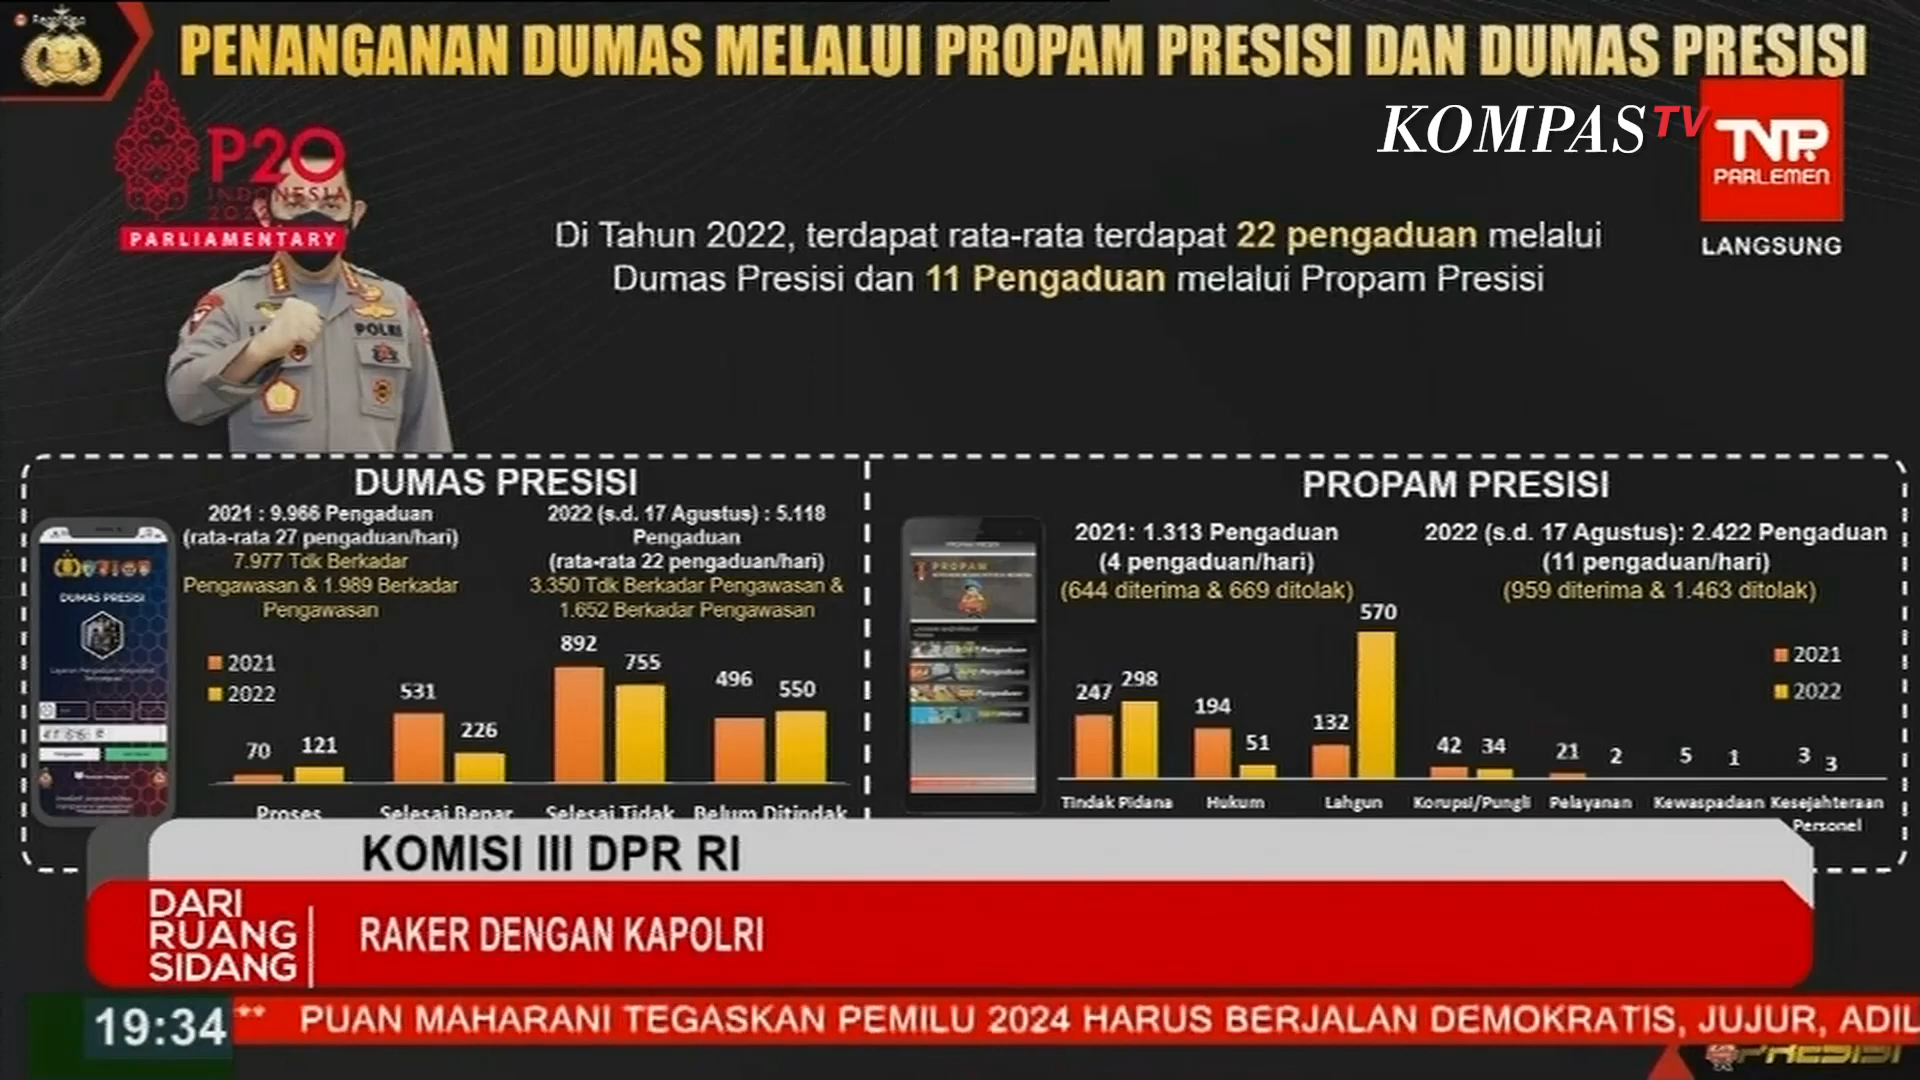 PENANGANAN DUMAS MELALUI PROPAM PRESISI DAN DUMAS PRESISI
KOMPAS TV
TVR PARLEMEN
LANGSUNG
P20
INDONESIA
PARLIAMENTARY
POLRI
Di Tahun 2022, terdapat rata-rata terdapat 22 pengaduan melalui
Dumas Presisi dan 11 Pengaduan melalui Propam Presisi
DUMAS PRESISI
2021 : 9.966 Pengaduan
(rata-rata 27 pengaduan/hari)
7.977 Tdk Berkadar
Pengawasan & 1.989 Berkadar
Pengawasan
2022 (s.d. 17 Agustus) : 5.118
Pengaduan
(rata-rata 22 pengaduan/hari)
3.350 Tdk Berkadar Pengawasan &
1.652 Berkadar Pengawasan
DUMAS PRESISI
2021
2022
70 121
531 226
892 755
496 550
Proses Selesai Benar Selesai Tidak Belum Ditindak
PROPAM PRESISI
2021: 1.313 Pengaduan
(4 pengaduan/hari)
(644 diterima & 669 ditolak)
2022 (s.d. 17 Agustus): 2.422 Pengaduan
(11 pengaduan/hari)
(959 diterima & 1.463 ditolak)
PROPAM
2021
2022
247 298
194 51
132 570
42 34
21 2
5 1
3 3
Tindak Pidana Hukum Lahgun Korupsi/Pungli Pelayanan Kewaspadaan Kesejahteraan
Personel
KOMISI III DPR RI
DARI
RUANG
SIDANG
RAKER DENGAN KAPOLRI
19:34
** PUAN MAHARANI TEGASKAN PEMILU 2024 HARUS BERJALAN DEMOKRATIS, JUJUR, ADIL
PRESISI